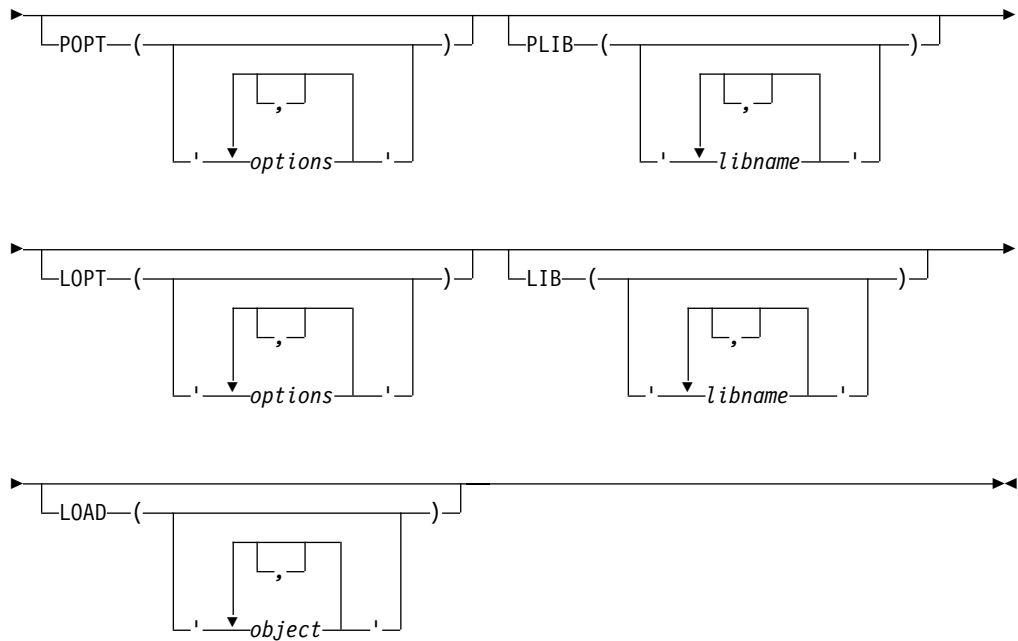 POPT ( ) PLIB ( )
, ,
' options ' ' libname '
LOPT ( ) LIB ( )
, ,
' options ' ' libname '
LOAD ( )
,
' object '